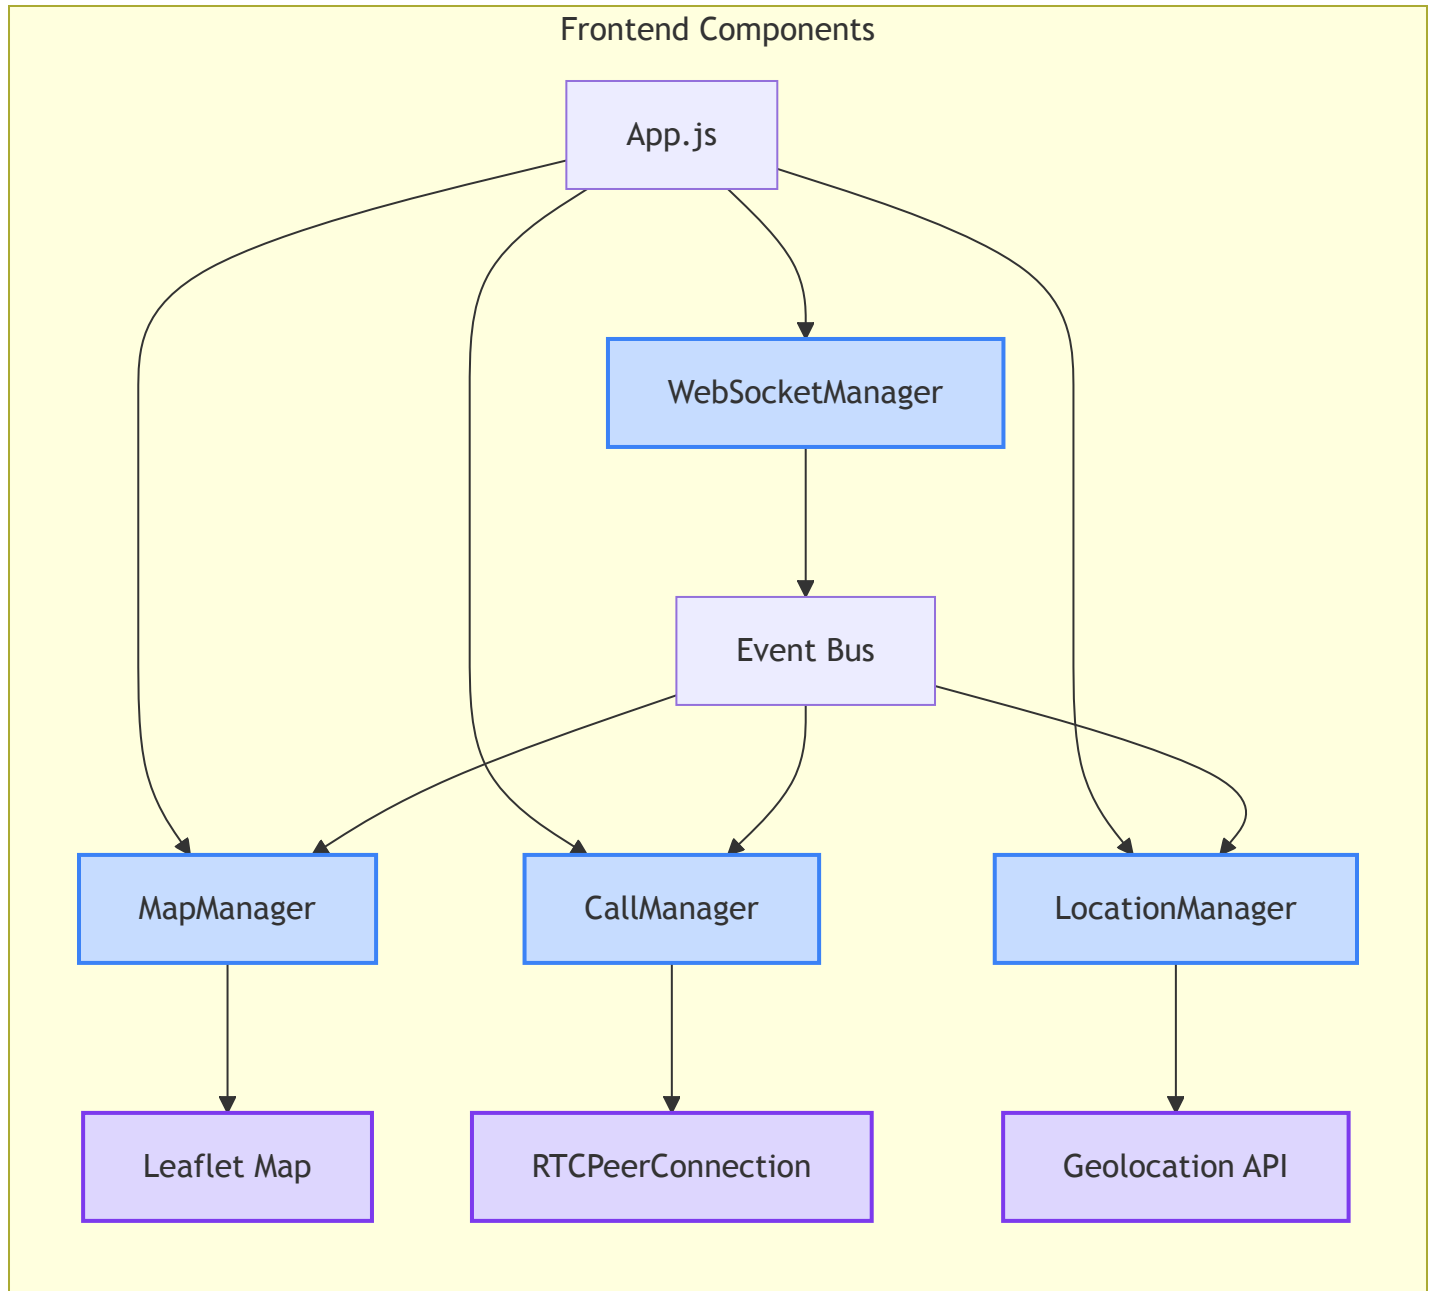 Frontend Components
App.js
WebSocketManager
Event Bus
MapManager
CallManager
LocationManager
Leaflet Map
RTCPeerConnection
Geolocation API